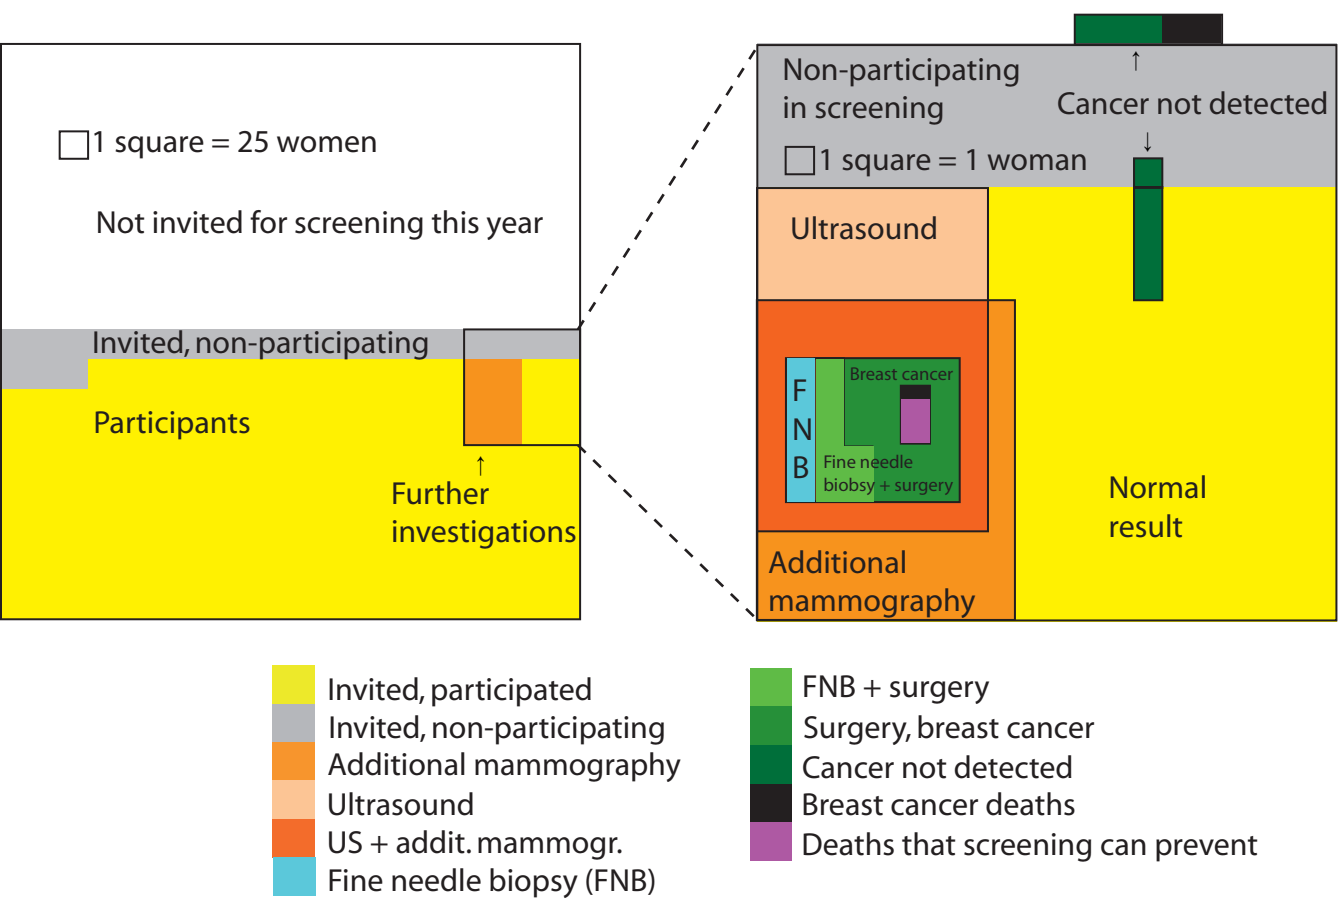 1 square = 25 women
Not invited for screening this year
Invited, non-participating
Participants
↑
Further
investigations
Non-participating
in screening
↑
Cancer not detected
↓
1 square = 1 woman
Ultrasound
Breast cancer
F
N
B
Fine needle
biobsy + surgery
Normal
result
Additional
mammography
Invited, participated
Invited, non-participating
Additional mammography
Ultrasound
US + addit. mammogr.
Fine needle biopsy (FNB)
FNB + surgery
Surgery, breast cancer
Cancer not detected
Breast cancer deaths
Deaths that screening can prevent